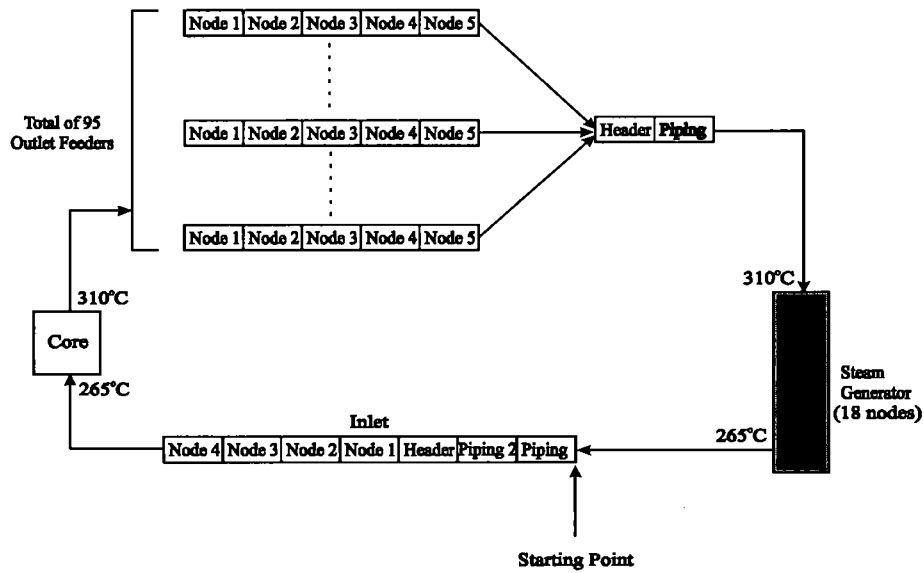 Node 1 Node 2 Node 3 Node 4 Node 5
Total of 95
Outlet Feeders
Node 1 Node 2 Node 3 Node 4 Node 5
Header Piping
Node 1 Node 2 Node 3 Node 4 Node 5
310°C
310°C
Core
265°C
Steam
Generator
(18 nodes)
Inlet
265°C
Node 4 Node 3 Node 2 Node 1 Header Piping 2 Piping
Starting Point